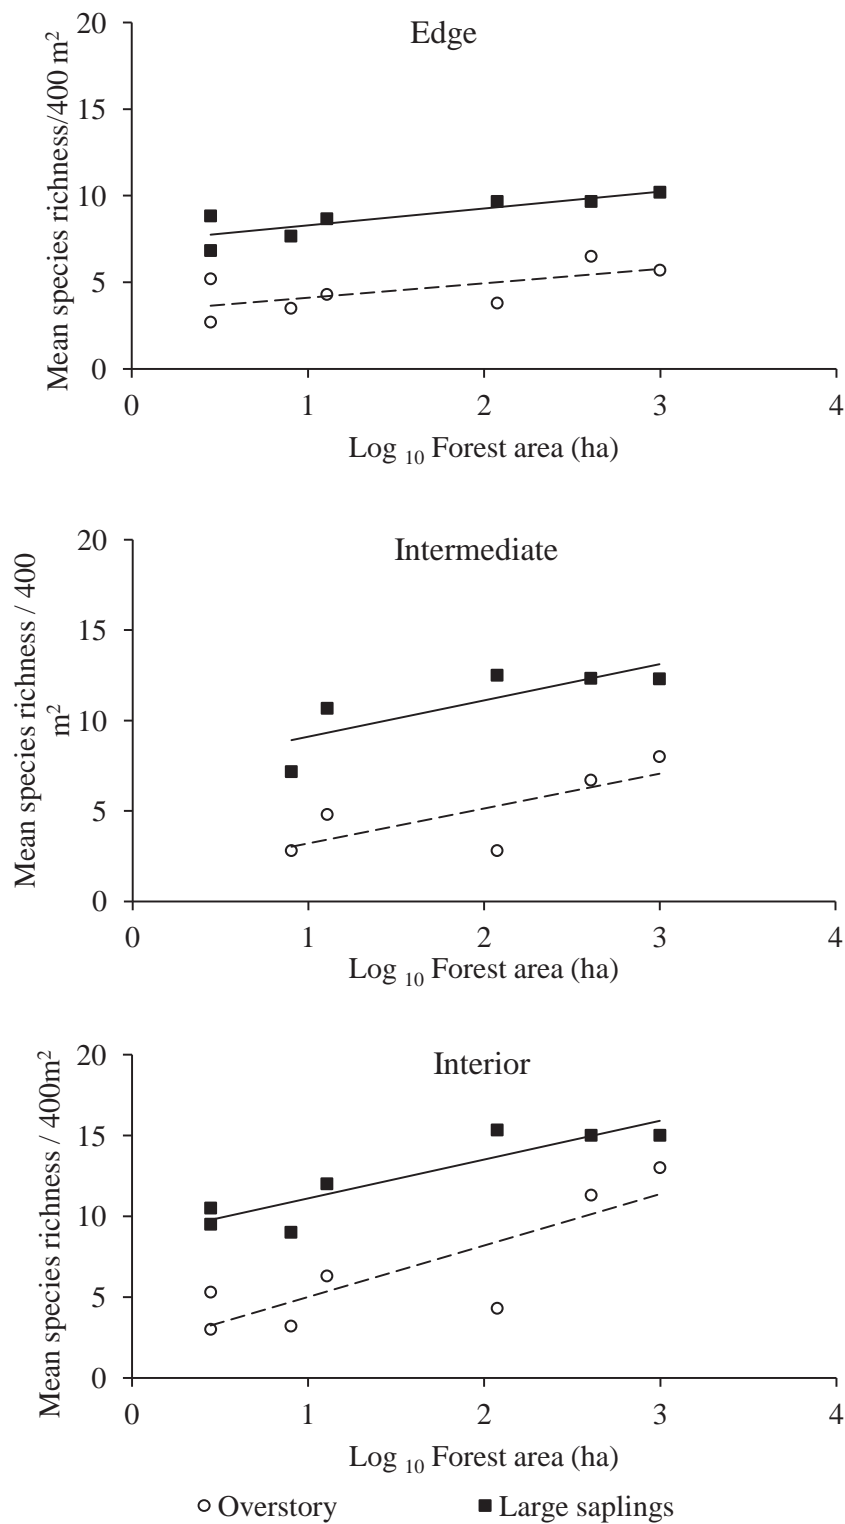 Edge
Mean species richness/400 m²
20
15
10
5
0
0 1 2 3 4
Log ₁₀ Forest area (ha)
Intermediate
Mean species richness / 400
m²
20
15
10
5
0
0 1 2 3 4
Log ₁₀ Forest area (ha)
Interior
Mean species richness / 400m²
20
15
10
5
0
0 1 2 3 4
Log ₁₀ Forest area (ha)
Overstory Large saplings